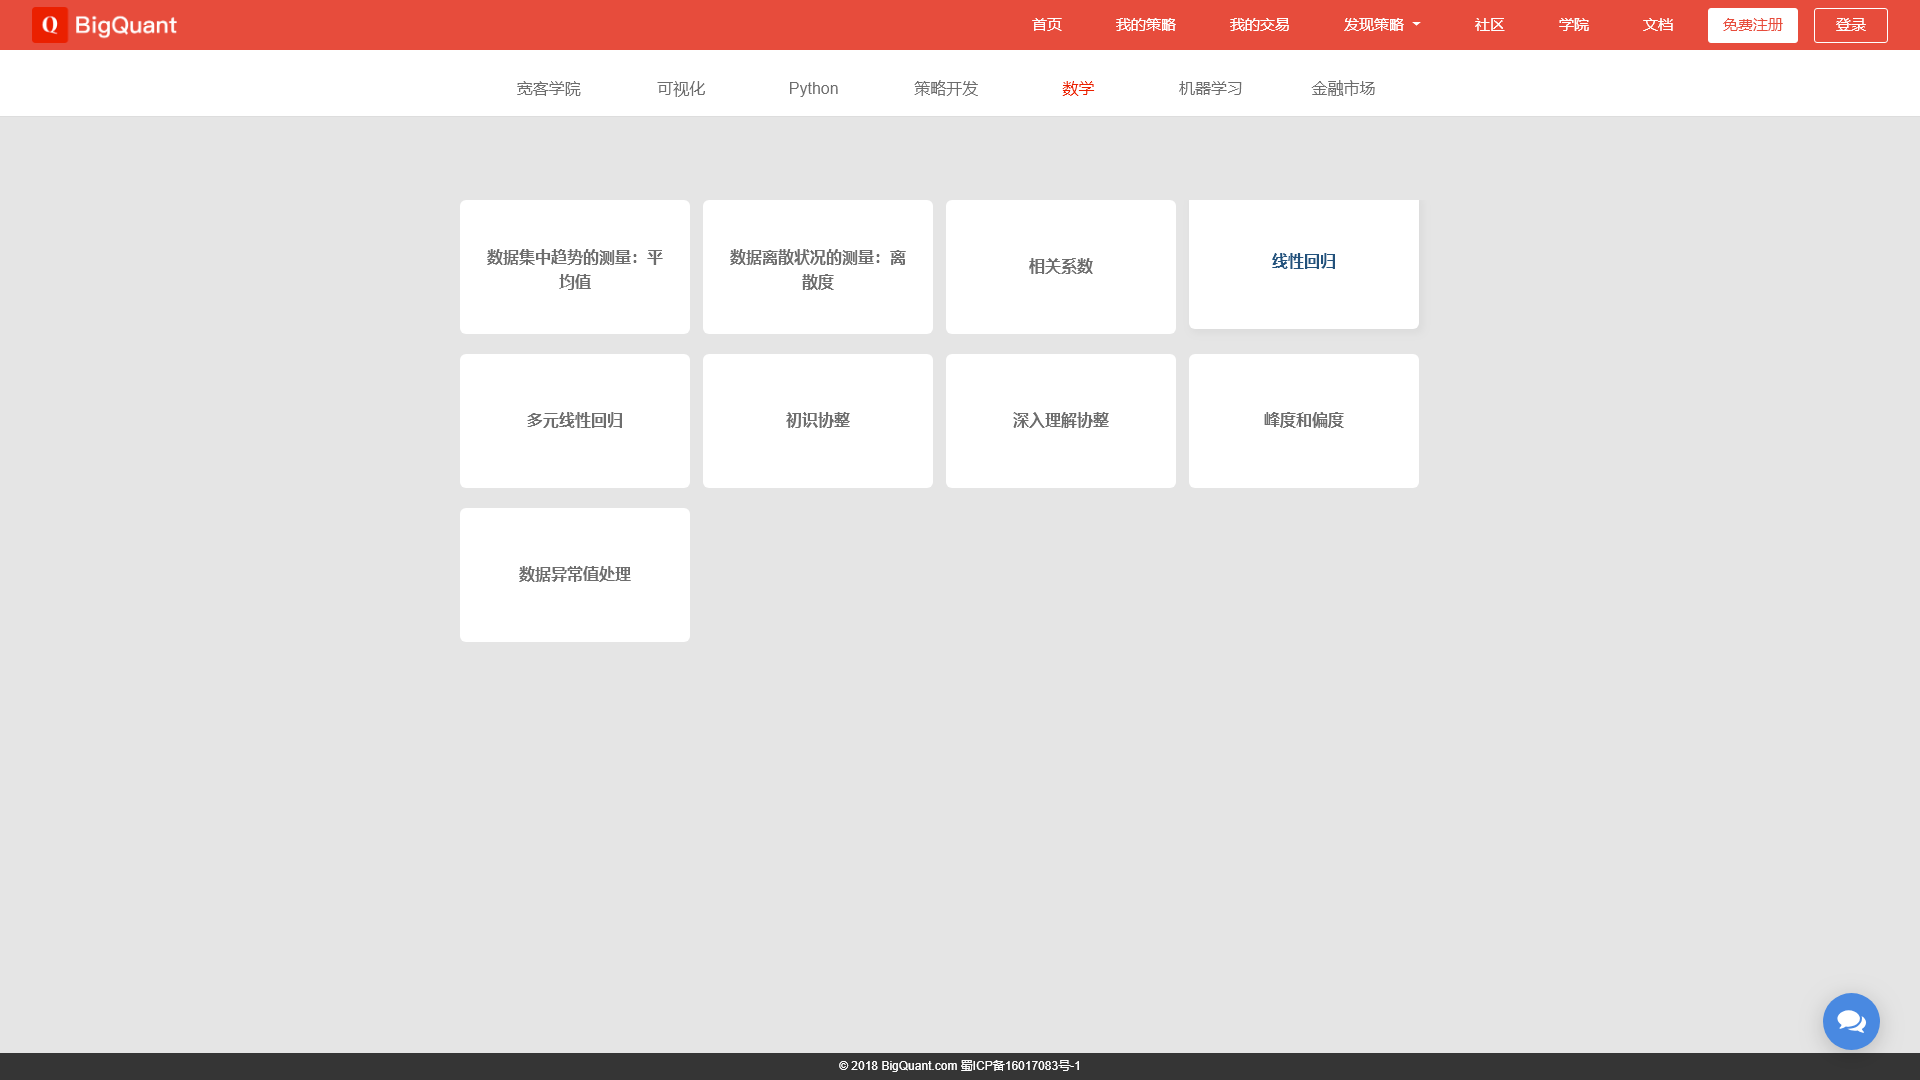 Q BigQuant
首页
我的策略
我的交易
发现策略
社区
学院
文档
免费注册
登录
宽客学院
可视化
Python
策略开发
数学
机器学习
金融市场
数据集中趋势的测量：平
均值
数据离散状况的测量：离
散度
相关系数
线性回归
多元线性回归
初识协整
深入理解协整
峰度和偏度
数据异常值处理
© 2018 BigQuant.com 蜀ICP备16017083号-1